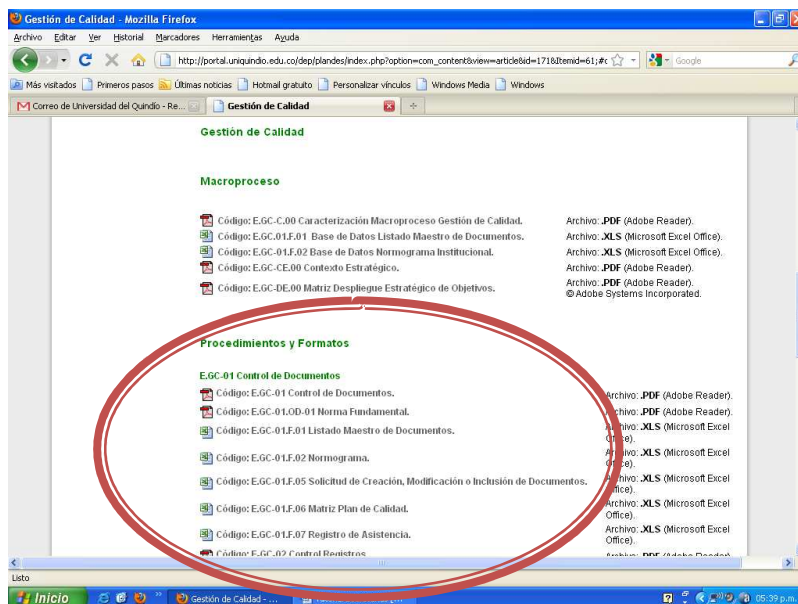 Gestión de Calidad - Mozilla Firefox
Archivo Editar Ver Historial Marcadores Herramientas Ayuda
http://portal.uniquindio.edu.co/dep/plandes/index.php?option=com_content&view=article&id=171&Itemid=61;#c
Google
Más visitados Primeros pasos Últimas noticias Hotmail gratuito Personalizar vínculos Windows Media Windows
Correo de Universidad del Quindío - Re... Gestión de Calidad
Gestión de Calidad
Macroproceso
Código: E.GC-C.00 Caracterización Macroproceso Gestión de Calidad. Archivo: .PDF (Adobe Reader).
Código: E.GC.01.F.01 Base de Datos Listado Maestro de Documentos. Archivo: .XLS (Microsoft Excel Office).
Código: E.GC-01.F.02 Base de Datos Normograma Institucional. Archivo: .XLS (Microsoft Excel Office).
Código: E.GC-CE.00 Contexto Estratégico. Archivo: .PDF (Adobe Reader).
Código: E.GC-DE.00 Matriz Despliegue Estratégico de Objetivos. Archivo: .PDF (Adobe Reader).
© Adobe Systems Incorporated.
Procedimientos y Formatos
E.GC-01 Control de Documentos
Código: E.GC-01 Control de Documentos. Archivo: .PDF (Adobe Reader).
Código: E.GC-01.OD-01 Norma Fundamental. Archivo: .PDF (Adobe Reader).
Código: E.GC-01.F.01 Listado Maestro de Documentos. Archivo: .XLS (Microsoft Excel
Office).
Código: E.GC-01.F.02 Normograma. Archivo: .XLS (Microsoft Excel
Office).
Código: E.GC-01.F.05 Solicitud de Creación, Modificación o Inclusión de Documentos. Archivo: .XLS (Microsoft Excel
Office).
Código: E.GC-01.F.06 Matriz Plan de Calidad. Archivo: .XLS (Microsoft Excel
Office).
Código: E.GC-01.F.07 Registro de Asistencia. Archivo: .XLS (Microsoft Excel
Office).
Código: E.GC-02 Control Registros. Archivo: .PDF (Adobe Reader).
Listo
Inicio Gestión de Calidad - ... 05:39 p.m.